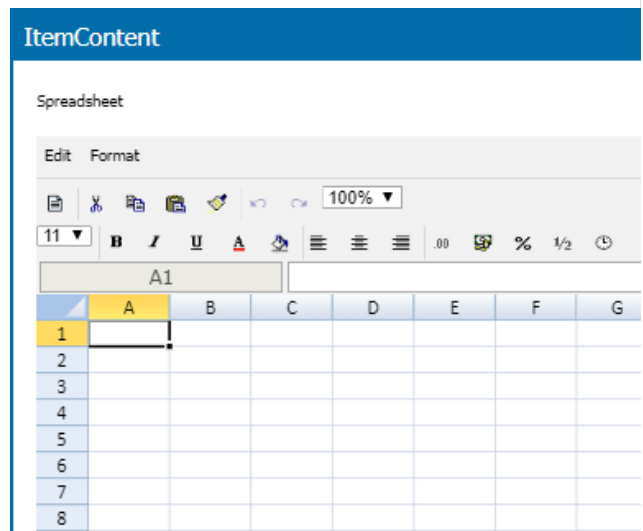 ItemContent
Spreadsheet
Edit Format
100% ▼
11 ▼ B I U A .00 % 1/2
A1
A B C D E F G
1
2
3
4
5
6
7
8